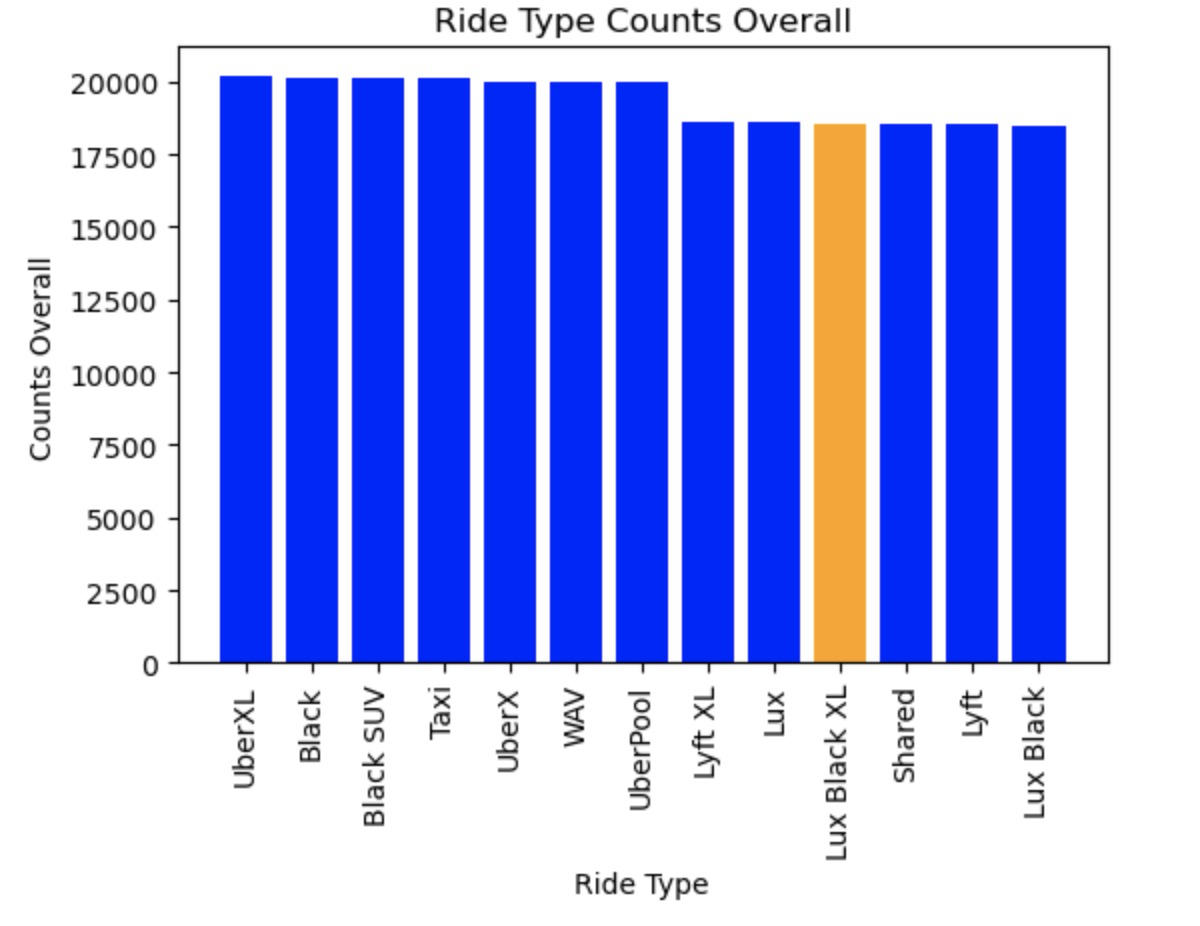 Ride Type Counts Overall
Counts Overall
20000
17500
15000
12500
10000
7500
5000
2500
0
UberXL
Black
Black SUV
Taxi
UberX
WAV
UberPool
Lyft XL
Lux
Lux Black XL
Shared
Lyft
Lux Black
Ride Type